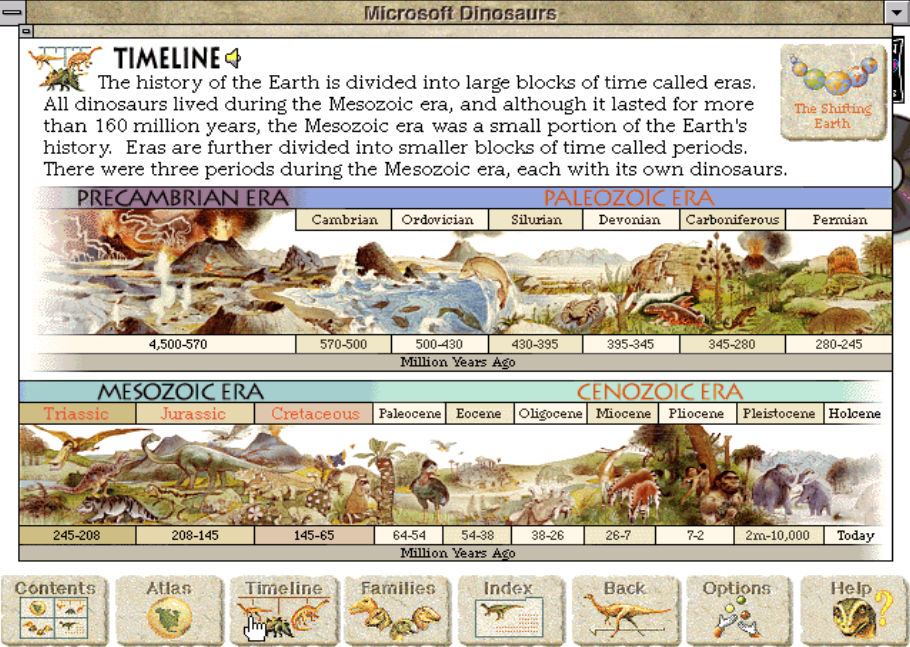 Microsoft Dinosaurs
TIMELINE
The history of the Earth is divided into large blocks of time called eras.
All dinosaurs lived during the Mesozoic era, and although it lasted for more
than 160 million years, the Mesozoic era was a small portion of the Earth's
history. Eras are further divided into smaller blocks of time called periods.
There were three periods during the Mesozoic era, each with its own dinosaurs.
The Shifting
Earth
PRECAMBRIAN ERA PALEOZOIC ERA
Cambrian Ordovician Silurian Devonian Carboniferous Permian
4,500-570 570-500 500-430 430-395 395-345 345-280 280-245
Million Years Ago
MESOZOIC ERA CENOZOIC ERA
Triassic Jurassic Cretaceous Paleocene Eocene Oligocene Miocene Pliocene Pleistocene Holcene
245-208 208-145 145-65 64-54 54-38 38-26 26-7 7-2 2m-10,000 Today
Million Years Ago
Contents Atlas Timeline Families Index Back Options Help